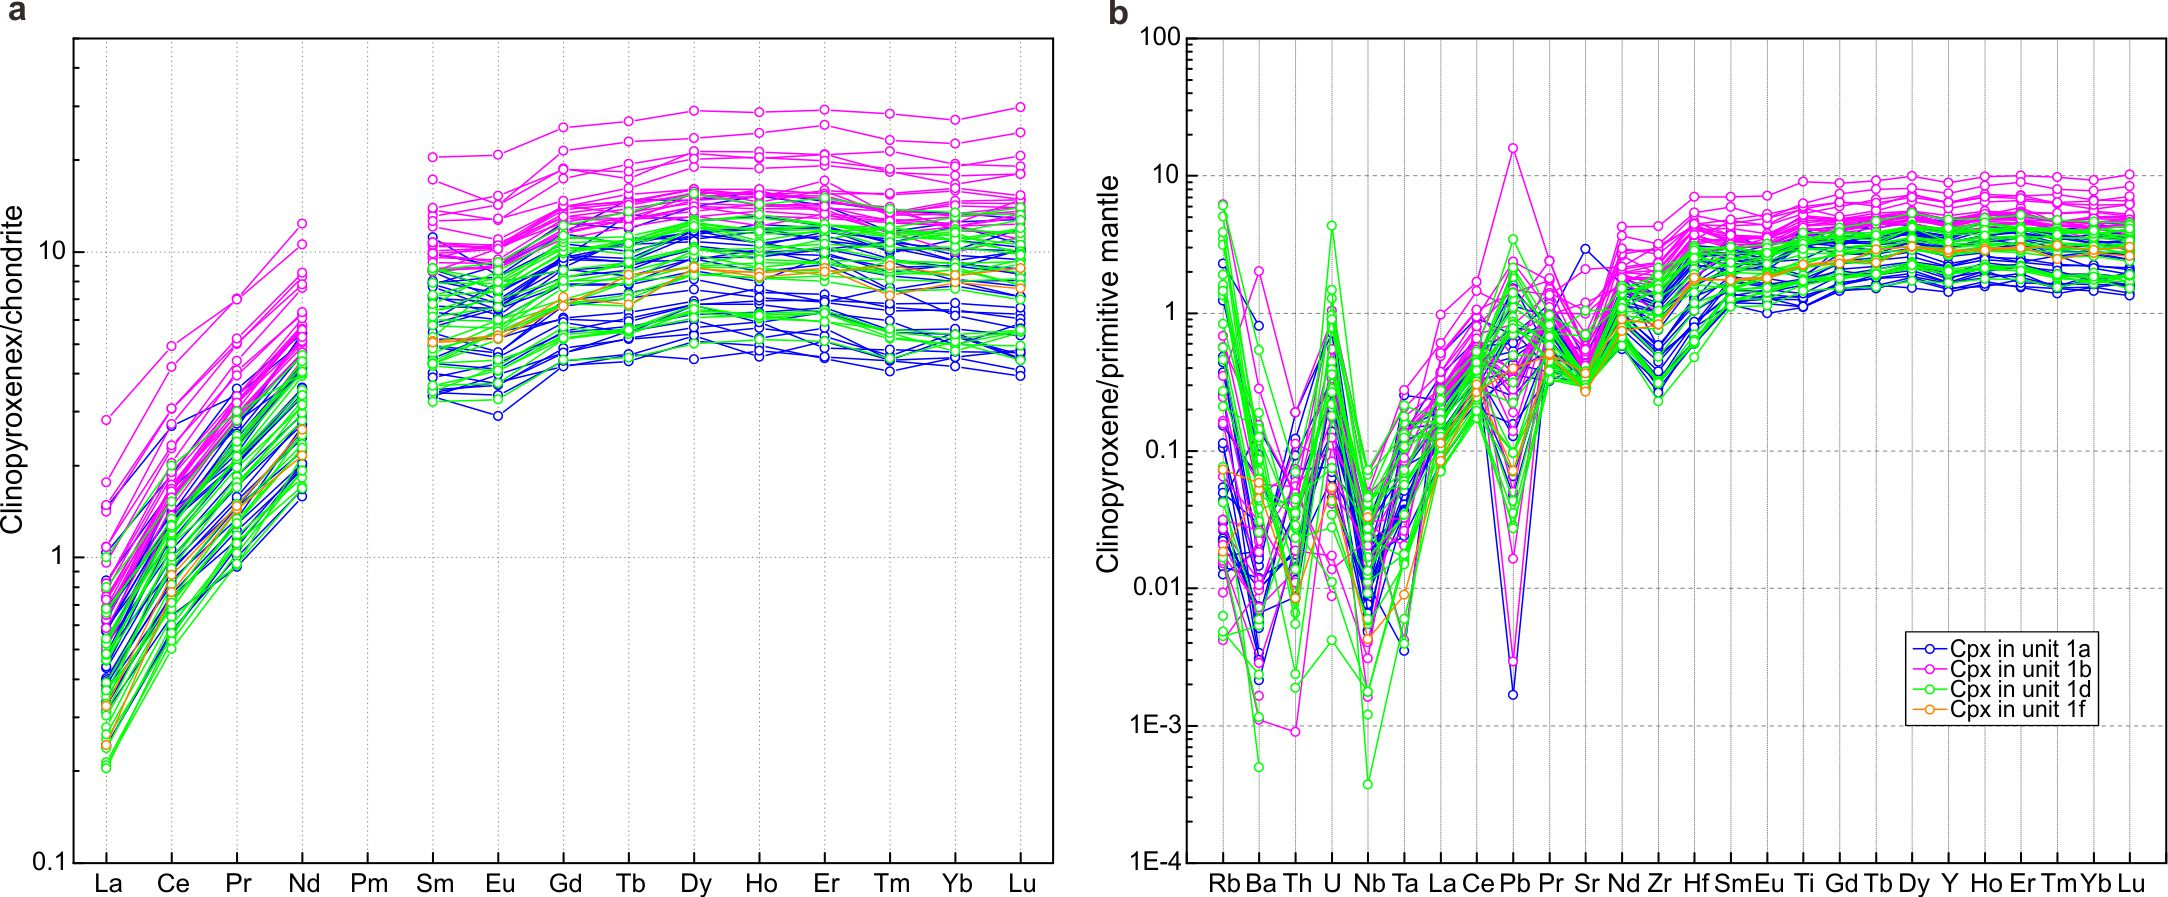 a
Clinopyroxenex/chondrite
10
1
0.1
La Ce Pr Nd Pm Sm Eu Gd Tb Dy Ho Er Tm Yb Lu
b
Clinopyroxene/primitive mantle
100
10
1
0.1
0.01
1E-3
1E-4
Rb Ba Th U Nb Ta La Ce Pb Pr Sr Nd Zr Hf Sm Eu Ti Gd Tb Dy Y Ho Er Tm Yb Lu
Cpx in unit 1a
Cpx in unit 1b
Cpx in unit 1d
Cpx in unit 1f